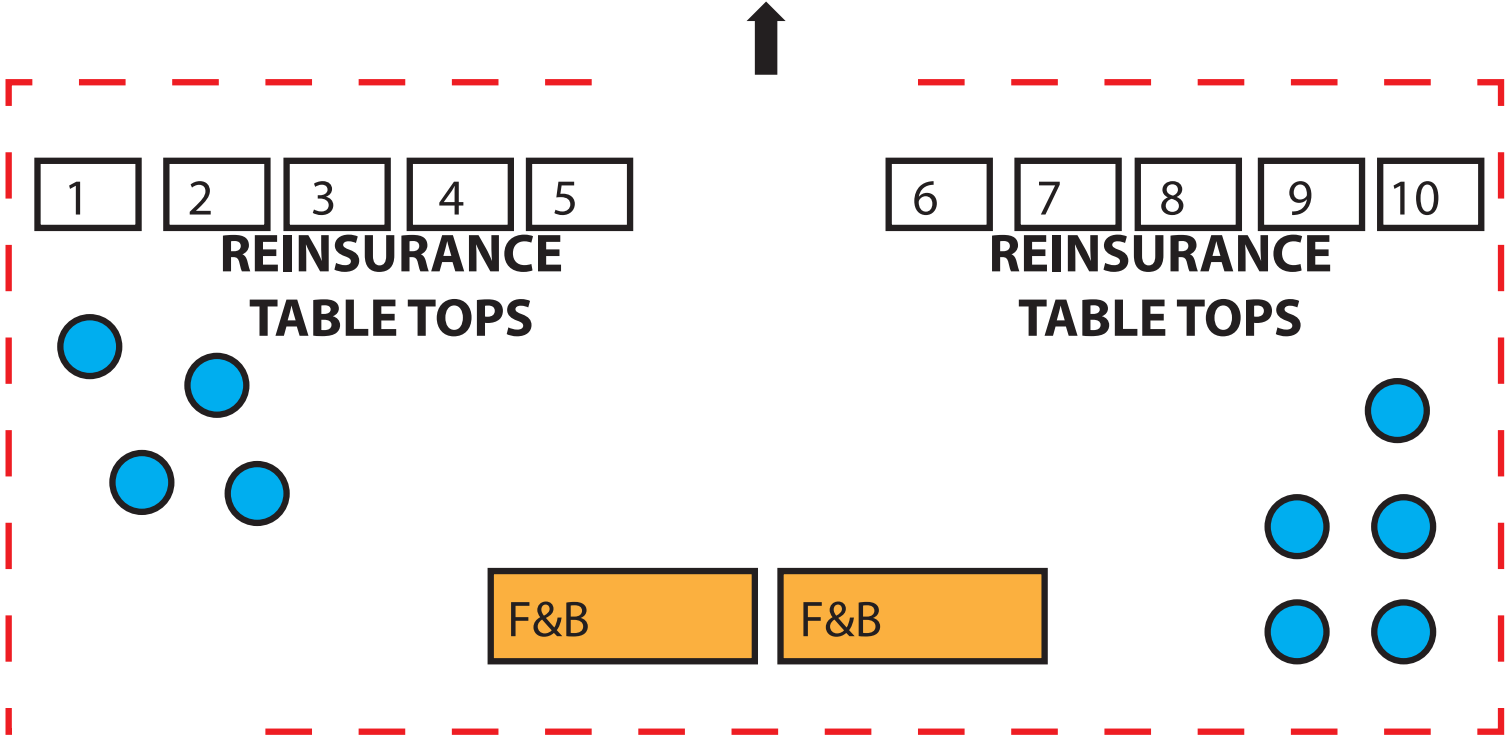 1 2 3 4 5 6 7 8 9 10
REINSURANCE REINSURANCE
TABLE TOPS TABLE TOPS
F&B F&B